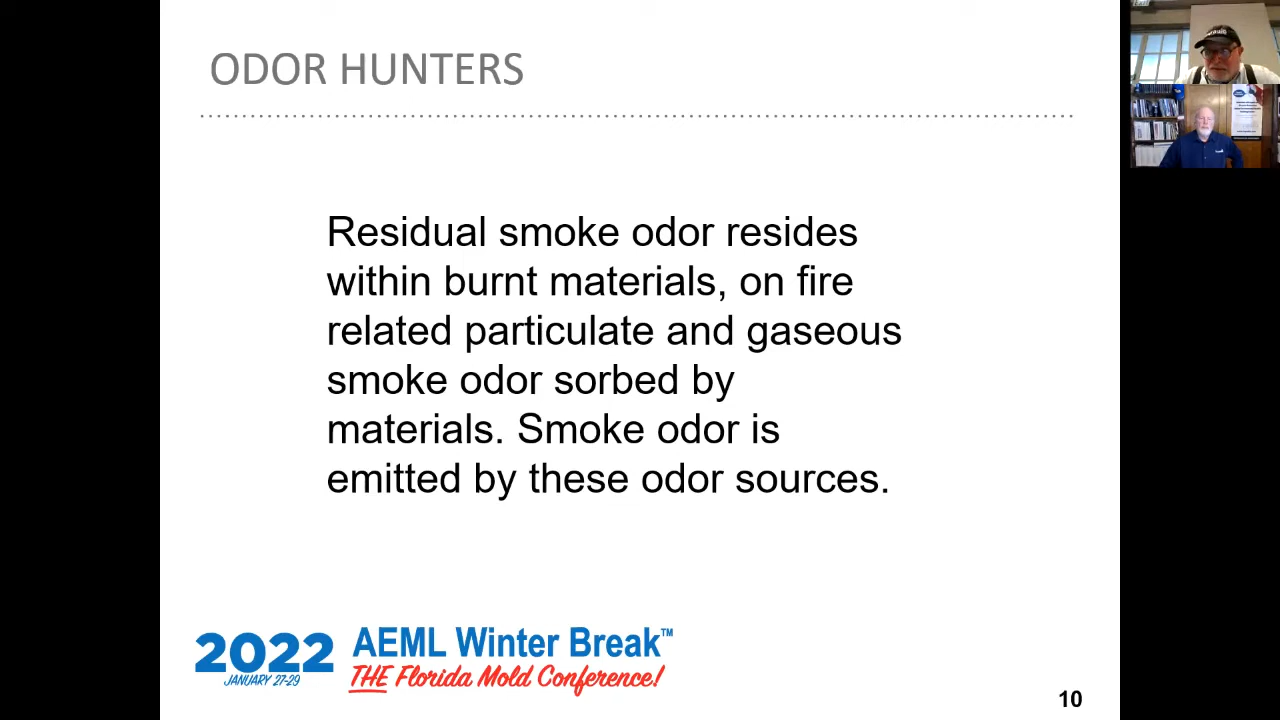 ODOR HUNTERS
Residual smoke odor resides
within burnt materials, on fire
related particulate and gaseous
smoke odor sorbed by
materials. Smoke odor is
emitted by these odor sources.
2022
JANUARY 27-29
AEML Winter Break™
THE Florida Mold Conference!
10